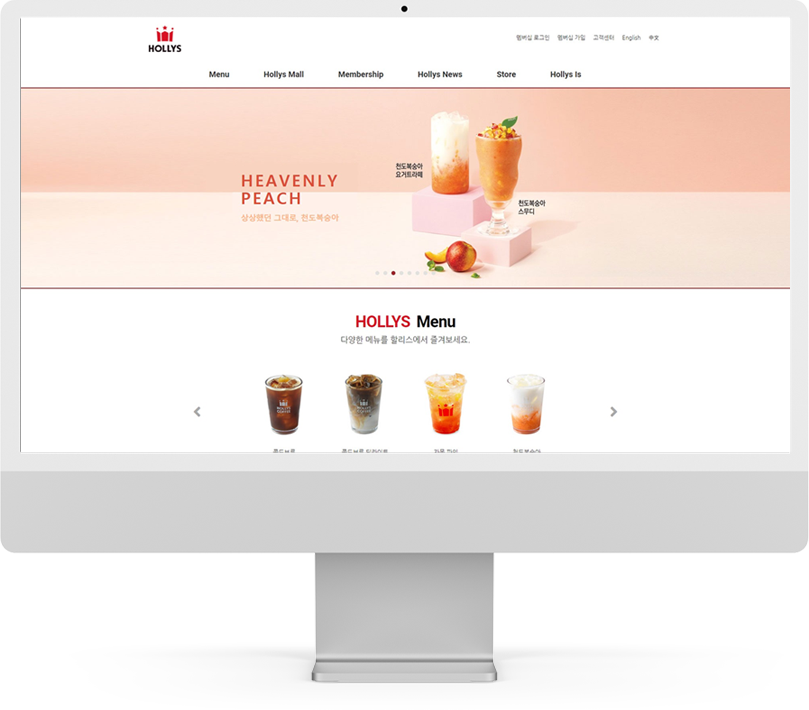 HOLLYS
멤버십 로그인 멤버십 가입 고객센터 English 中文
Menu Hollys Mall Membership Hollys News Store Hollys Is
HEAVENLY
PEACH
상상했던 그대로, 천도복숭아
천도복숭아
요거트라떼
천도복숭아
스무디
HOLLYS Menu
다양한 메뉴를 할리스에서 즐겨보세요.